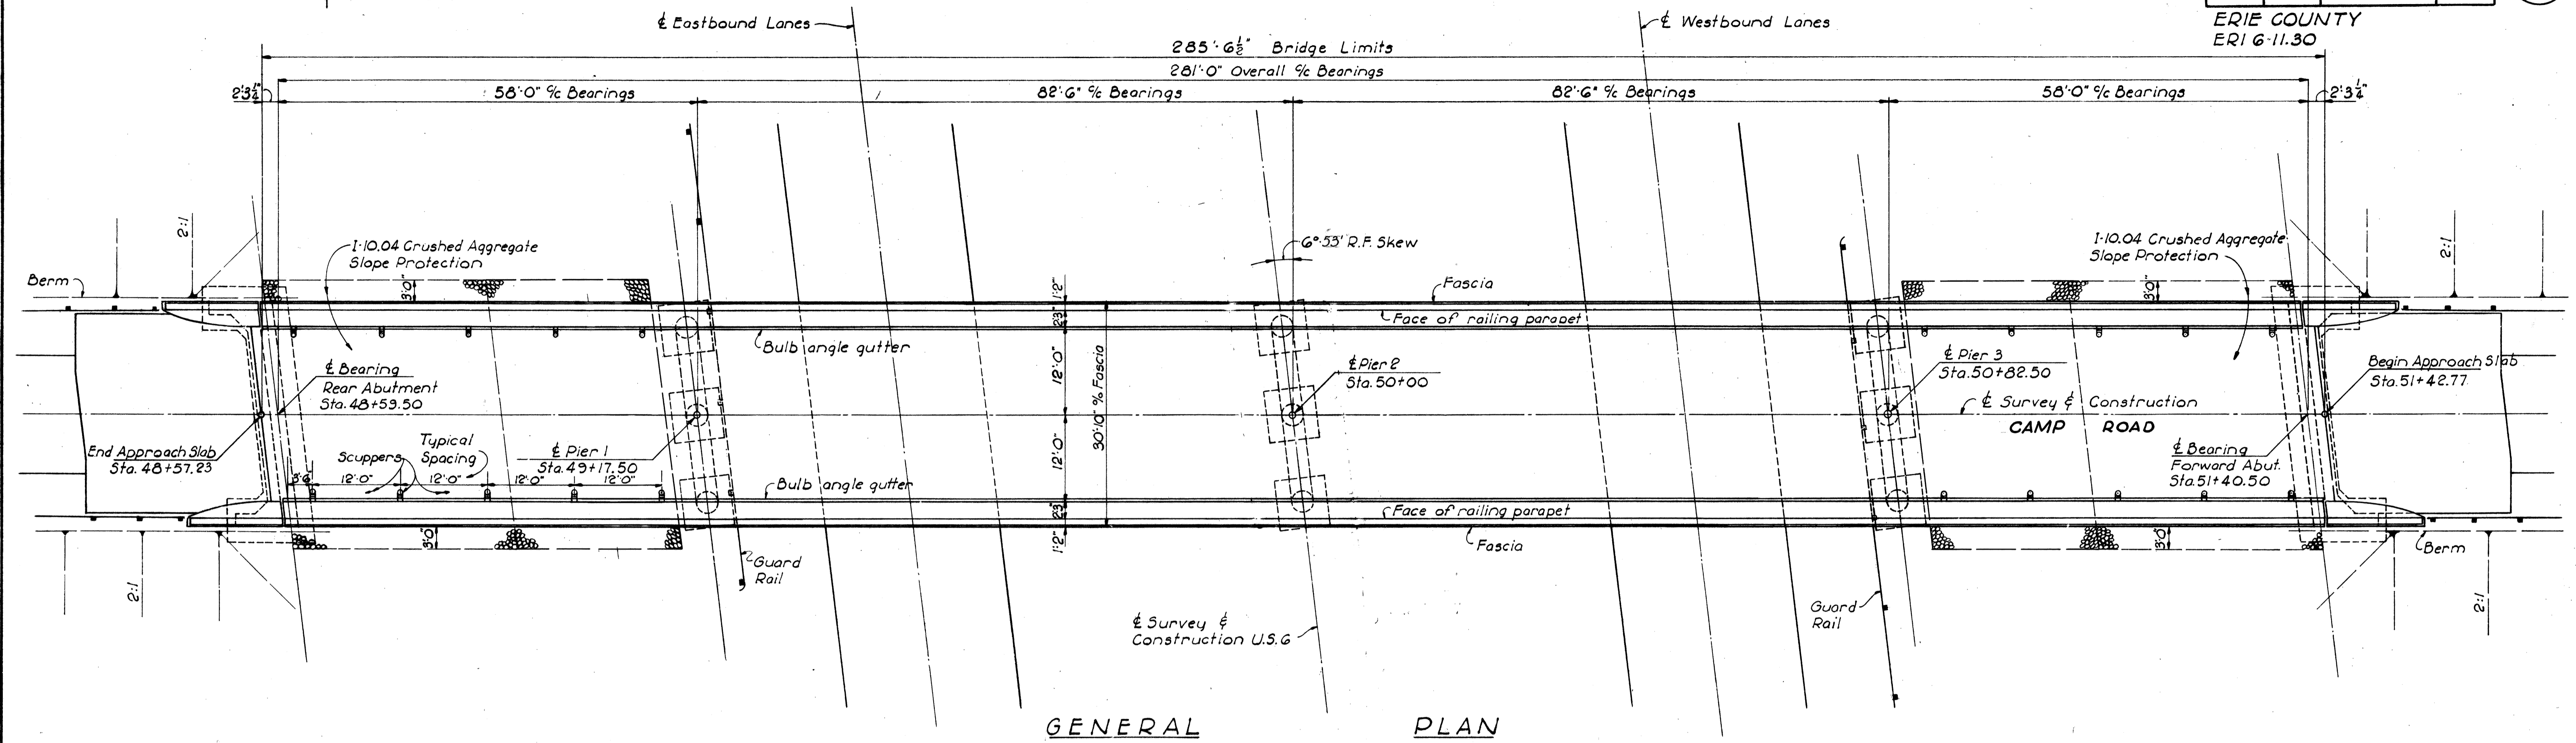 ℄ Eastbound Lanes
℄ Westbound Lanes
ERIE COUNTY
ERI 6-11.30
285'-6½" Bridge Limits
281'-0" Overall c/c Bearings
2'3¼"
58'-0" c/c Bearings
82'-6" c/c Bearings
82'-6" c/c Bearings
58'-0" c/c Bearings
2'-3¼"
2:1
I-10.04 Crushed Aggregate
Slope Protection
6°-53' R.F. Skew
I-10.04 Crushed Aggregate
Slope Protection
2:1
Berm
3'-0"
1'-2"
Fascia
3'-0"
2'3"
Face of railing parapet
Bulb angle gutter
℄ Bearing
Rear Abutment
Sta. 48+59.50
12'-0"
30'-10" c/c Fascia
℄ Pier 2
Sta. 50+00
℄ Pier 3
Sta. 50+82.50
Begin Approach Slab
Sta. 51+42.77
℄ Survey & Construction
CAMP ROAD
End Approach Slab
Sta. 48+57.23
Scuppers
Typical
Spacing
℄ Pier 1
Sta. 49+17.50
12'-0"
℄ Bearing
Forward Abut.
Sta. 51+40.50
3'-6"
12'-0"
12'-0"
12'-0"
12'-0"
Bulb angle gutter
2'3"
Face of railing parapet
3'-0"
1'-2"
Fascia
3'-0"
Berm
Guard
Rail
2:1
℄ Survey &
Construction U.S.6
Guard
Rail
2:1
GENERAL PLAN